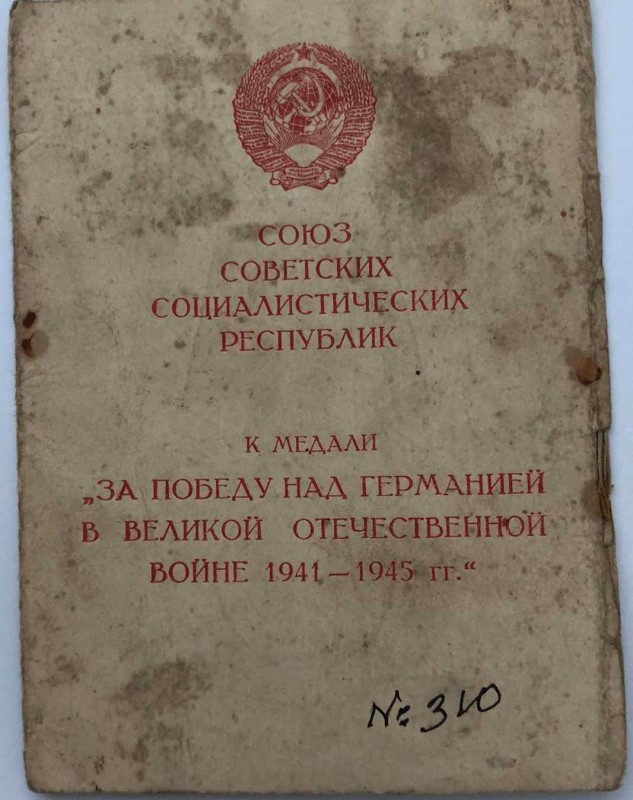 СОЮЗ
СОВЕТСКИХ
СОЦИАЛИСТИЧЕСКИХ
РЕСПУБЛИК
К МЕДАЛИ
„ЗА ПОБЕДУ НАД ГЕРМАНИЕЙ
В ВЕЛИКОЙ ОТЕЧЕСТВЕННОЙ
ВОЙНЕ 1941—1945 гг.“
№ 310